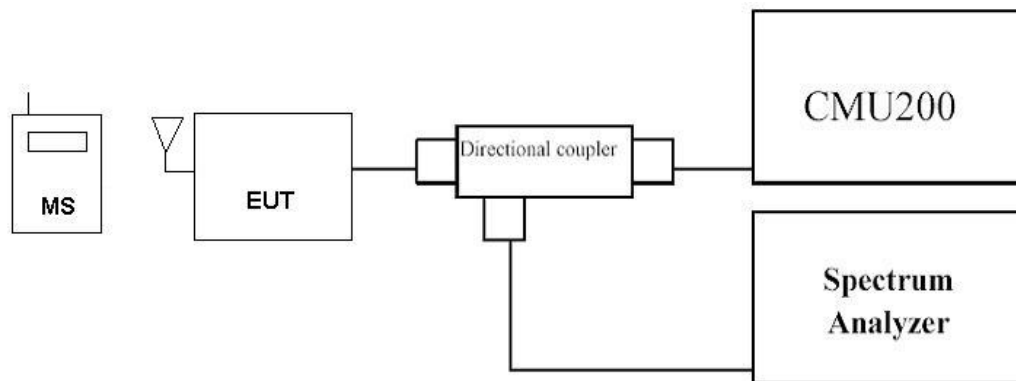 MS
EUT
Directional coupler
CMU200
Spectrum
Analyzer